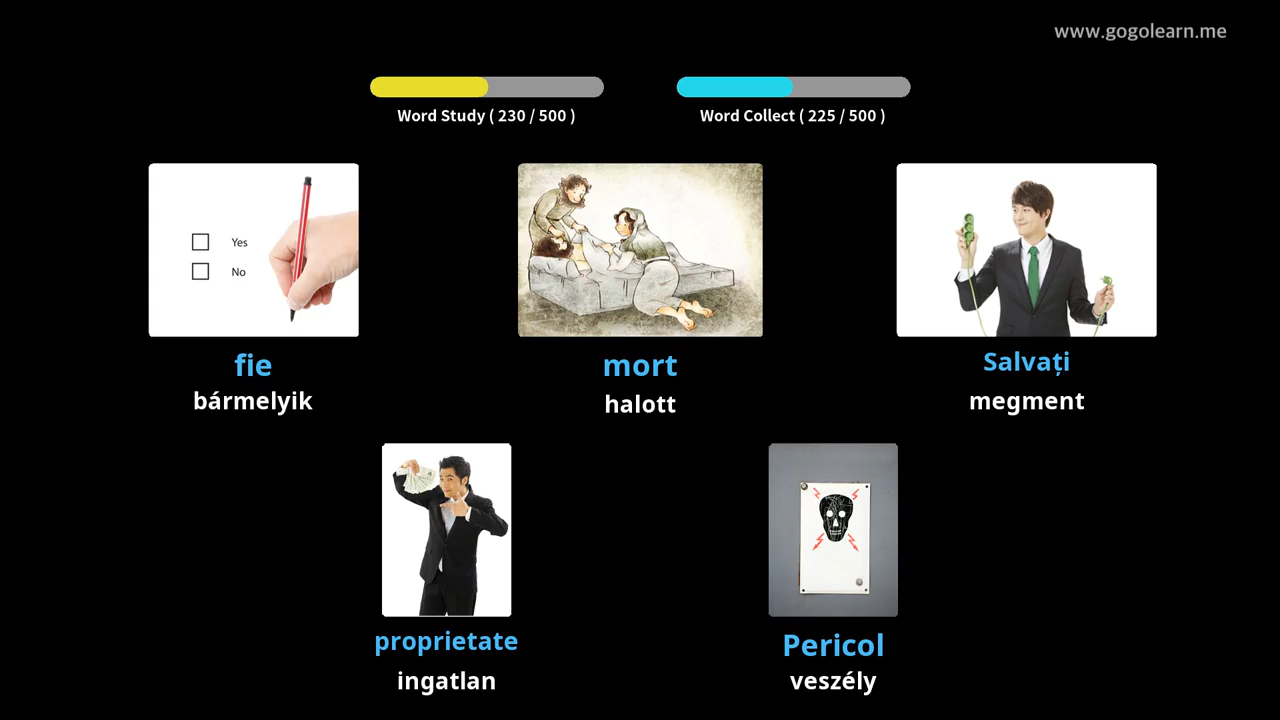 www.gogolearn.me
Word Study ( 230 / 500 )
Word Collect ( 225 / 500 )
Yes
No
fie
bármelyik
mort
halott
Salvați
megment
proprietate
ingatlan
Pericol
veszély